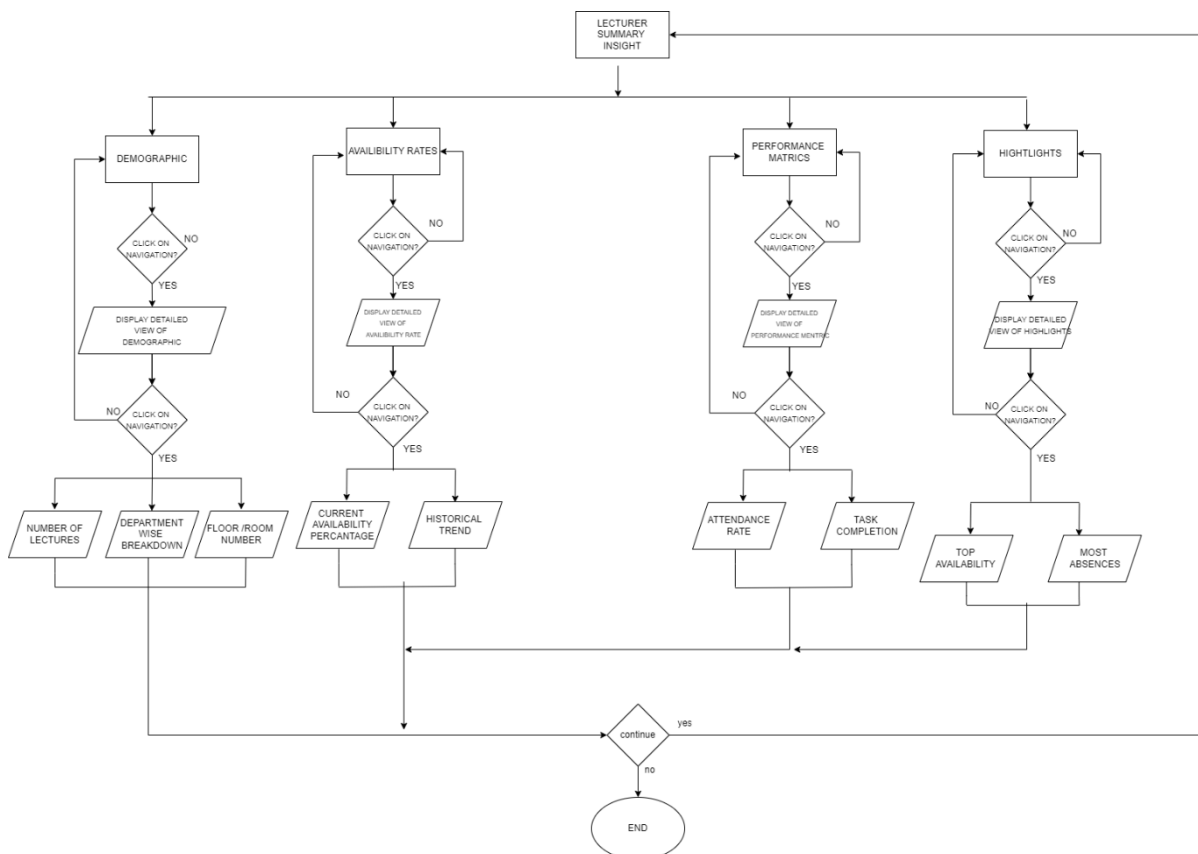 LECTURER
SUMMARY
INSIGHT
DEMOGRAPHIC
AVAILIBILITY RATES
PERFORMANCE
MATRICS
HIGHTLIGHTS
CLICK ON
NAVIGATION?
NO
YES
CLICK ON
NAVIGATION?
NO
YES
CLICK ON
NAVIGATION?
NO
YES
CLICK ON
NAVIGATION?
NO
YES
DISPLAY DETAILED
VIEW OF
DEMOGRAPHIC
DISPLAY DETAILED
VIEW OF
AVAILIBILITY RATE
DISPLAY DETAILED
VIEW OF
PERFORMANCE MENTRIC
DISPLAY DETAILED
VIEW OF HIGHLIGHTS
NO
CLICK ON
NAVIGATION?
YES
NO
CLICK ON
NAVIGATION?
YES
NO
CLICK ON
NAVIGATION?
YES
NO
CLICK ON
NAVIGATION?
YES
NUMBER OF
LECTURES
DEPARTMENT
WISE
BREAKDOWN
FLOOR /ROOM
NUMBER
CURRENT
AVAILABILITY
PERCANTAGE
HISTORICAL
TREND
ATTENDANCE
RATE
TASK
COMPLETION
TOP
AVAILABILITY
MOST
ABSENCES
continue
yes
no
END